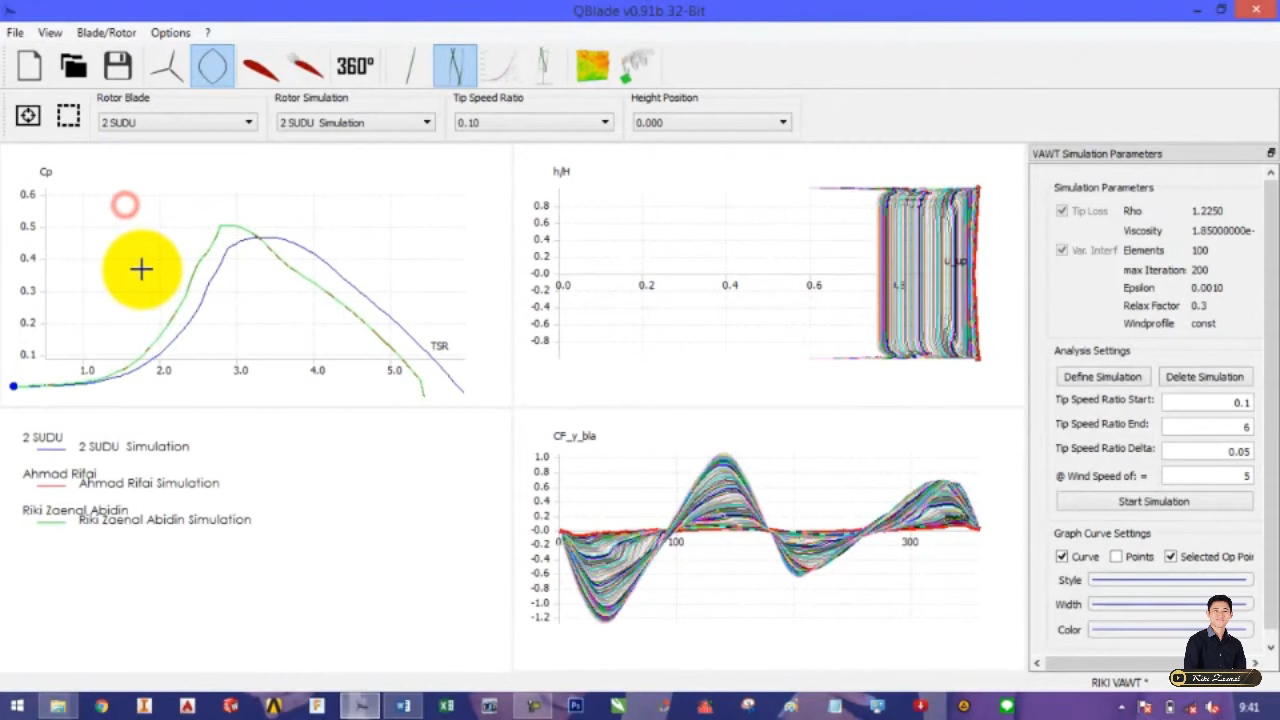 QBlade v0.91b 32-Bit
File View Blade/Rotor Options ?
360°
Rotor Blade Rotor Simulation Tip Speed Ratio Height Position
2 SUDU 2 SUDU Simulation 0.10 0.000
Cp
0.6
0.5
0.4
0.3
0.2
0.1
TSR
1.0 2.0 3.0 4.0 5.0
h/H
0.8
0.6
0.4
0.2
-0.0
-0.2
-0.4
-0.6
-0.8
0.0 0.2 0.4 0.6
u_up
2 SUDU
2 SUDU Simulation
Ahmad Rifai
Ahmad Rifai Simulation
Riki Zaenal Abidin
Riki Zaenal Abidin Simulation
CF_y_bla
1.0
0.8
0.6
0.4
0.2
-0.0
-0.2
-0.4
-0.6
-0.8
-1.0
-1.2
0 100 300
VAWT Simulation Parameters
Simulation Parameters
Tip Loss Rho 1.2250
Viscosity 1.85000000e-
Var. Interf Elements 100
max Iteration: 200
Epsilon 0.0010
Relax Factor 0.3
Windprofile const
Analysis Settings
Define Simulation Delete Simulation
Tip Speed Ratio Start: 0.1
Tip Speed Ratio End: 6
Tip Speed Ratio Delta: 0.05
@ Wind Speed of: = 5
Start Simulation
Graph Curve Settings
Curve Points Selected Op Poir
Style
Width
Color
Riki Zaenal
RIKI VAWT *
9:41